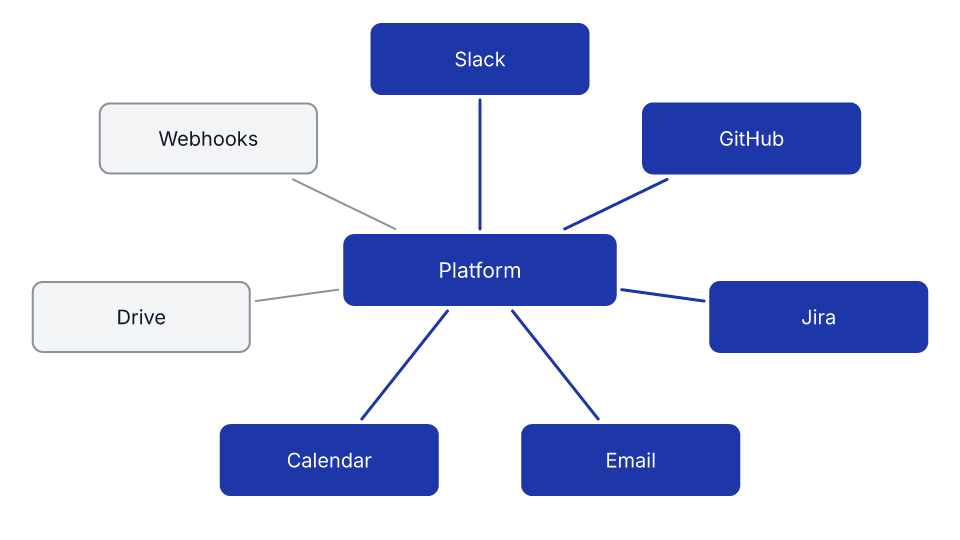 Slack
Webhooks
GitHub
Platform
Drive
Jira
Calendar
Email